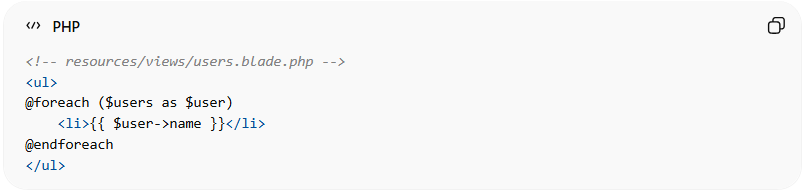 </> PHP
<!-- resources/views/users.blade.php -->
<ul>
@foreach ($users as $user)
    <li>{{ $user->name }}</li>
@endforeach
</ul>